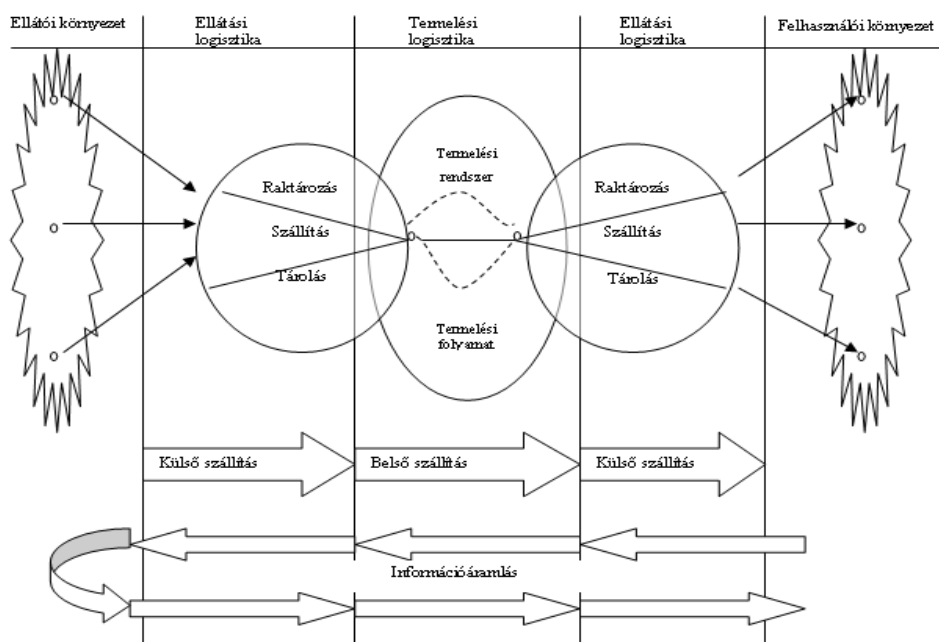 Ellátói környezet
Ellátási
logisztika
Termelési
logisztika
Ellátási
logisztika
Felhasználói környezet
Termelési
rendszer
Raktározás
Szállítás
Tárolás
Raktározás
Szállítás
Tárolás
Termelési
folyamat
Külső szállítás
Belső szállítás
Külső szállítás
Információáramlás